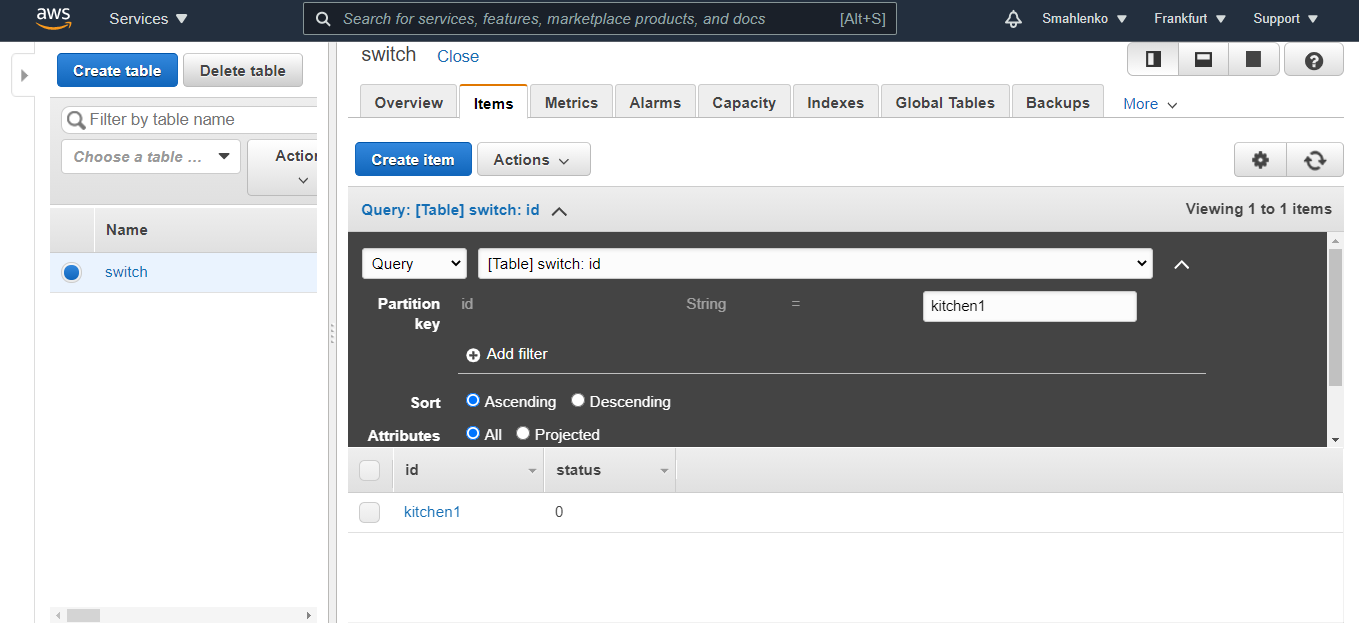 aws Services Search for services, features, marketplace products, and docs [Alt+S] Smahlenko Frankfurt Support
Create table Delete table
Filter by table name
Choose a table ... Action
Name
switch
switch Close
Overview Items Metrics Alarms Capacity Indexes Global Tables Backups More
Create item Actions
Query: [Table] switch: id Viewing 1 to 1 items
Query [Table] switch: id
Partition key id String = kitchen1
Add filter
Sort Ascending Descending
Attributes All Projected
id status
kitchen1 0